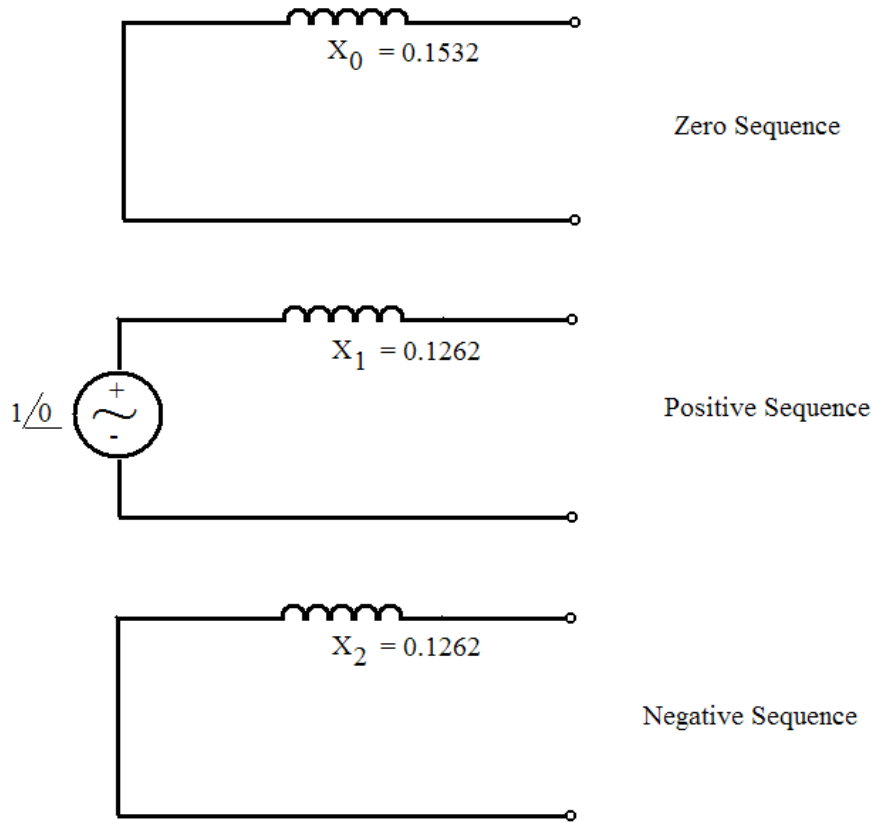 X0 = 0.1532
Zero Sequence
X1 = 0.1262
+
1/0
-
Positive Sequence
X2 = 0.1262
Negative Sequence